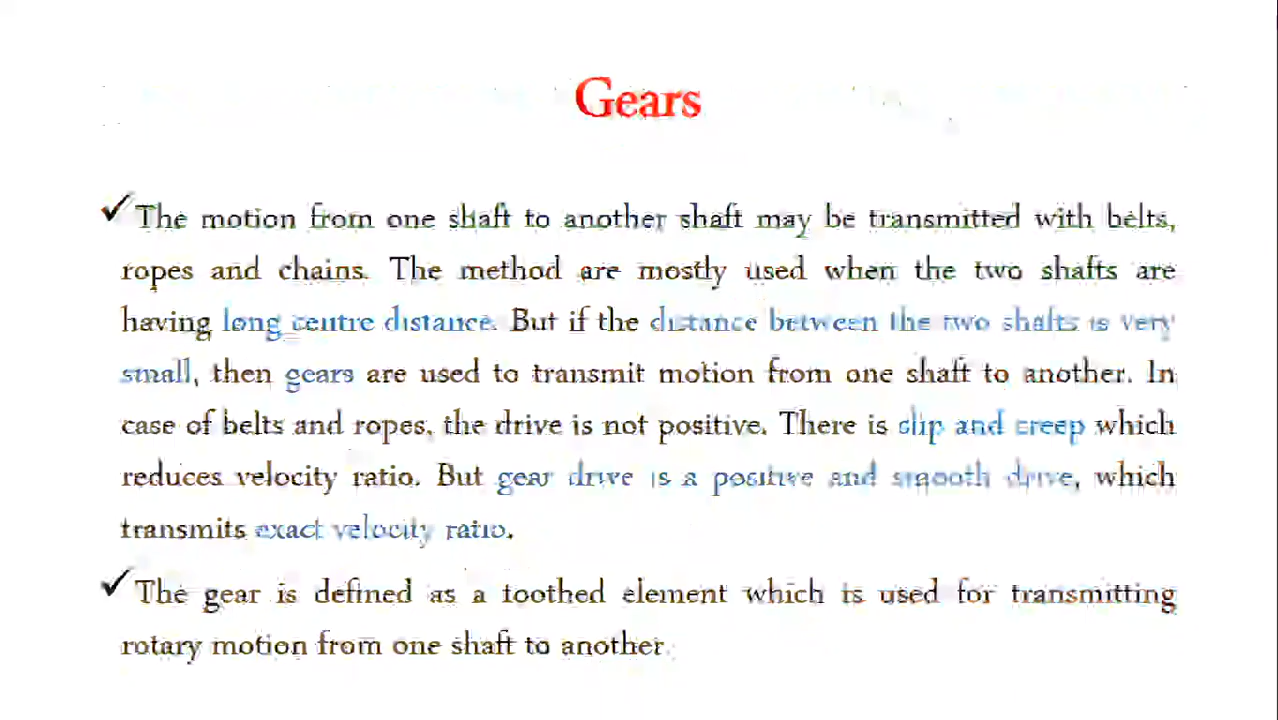 Gears
✓The motion from one shaft to another shaft may be transmitted with belts,
ropes and chains. The method are mostly used when the two shafts are
having long centre distance. But if the distance between the two shafts is very
small, then gears are used to transmit motion from one shaft to another. In
case of belts and ropes, the drive is not positive. There is slip and creep which
reduces velocity ratio. But gear drive is a positive and smooth drive, which
transmits exact velocity ratio.
✓The gear is defined as a toothed element which is used for transmitting
rotary motion from one shaft to another.